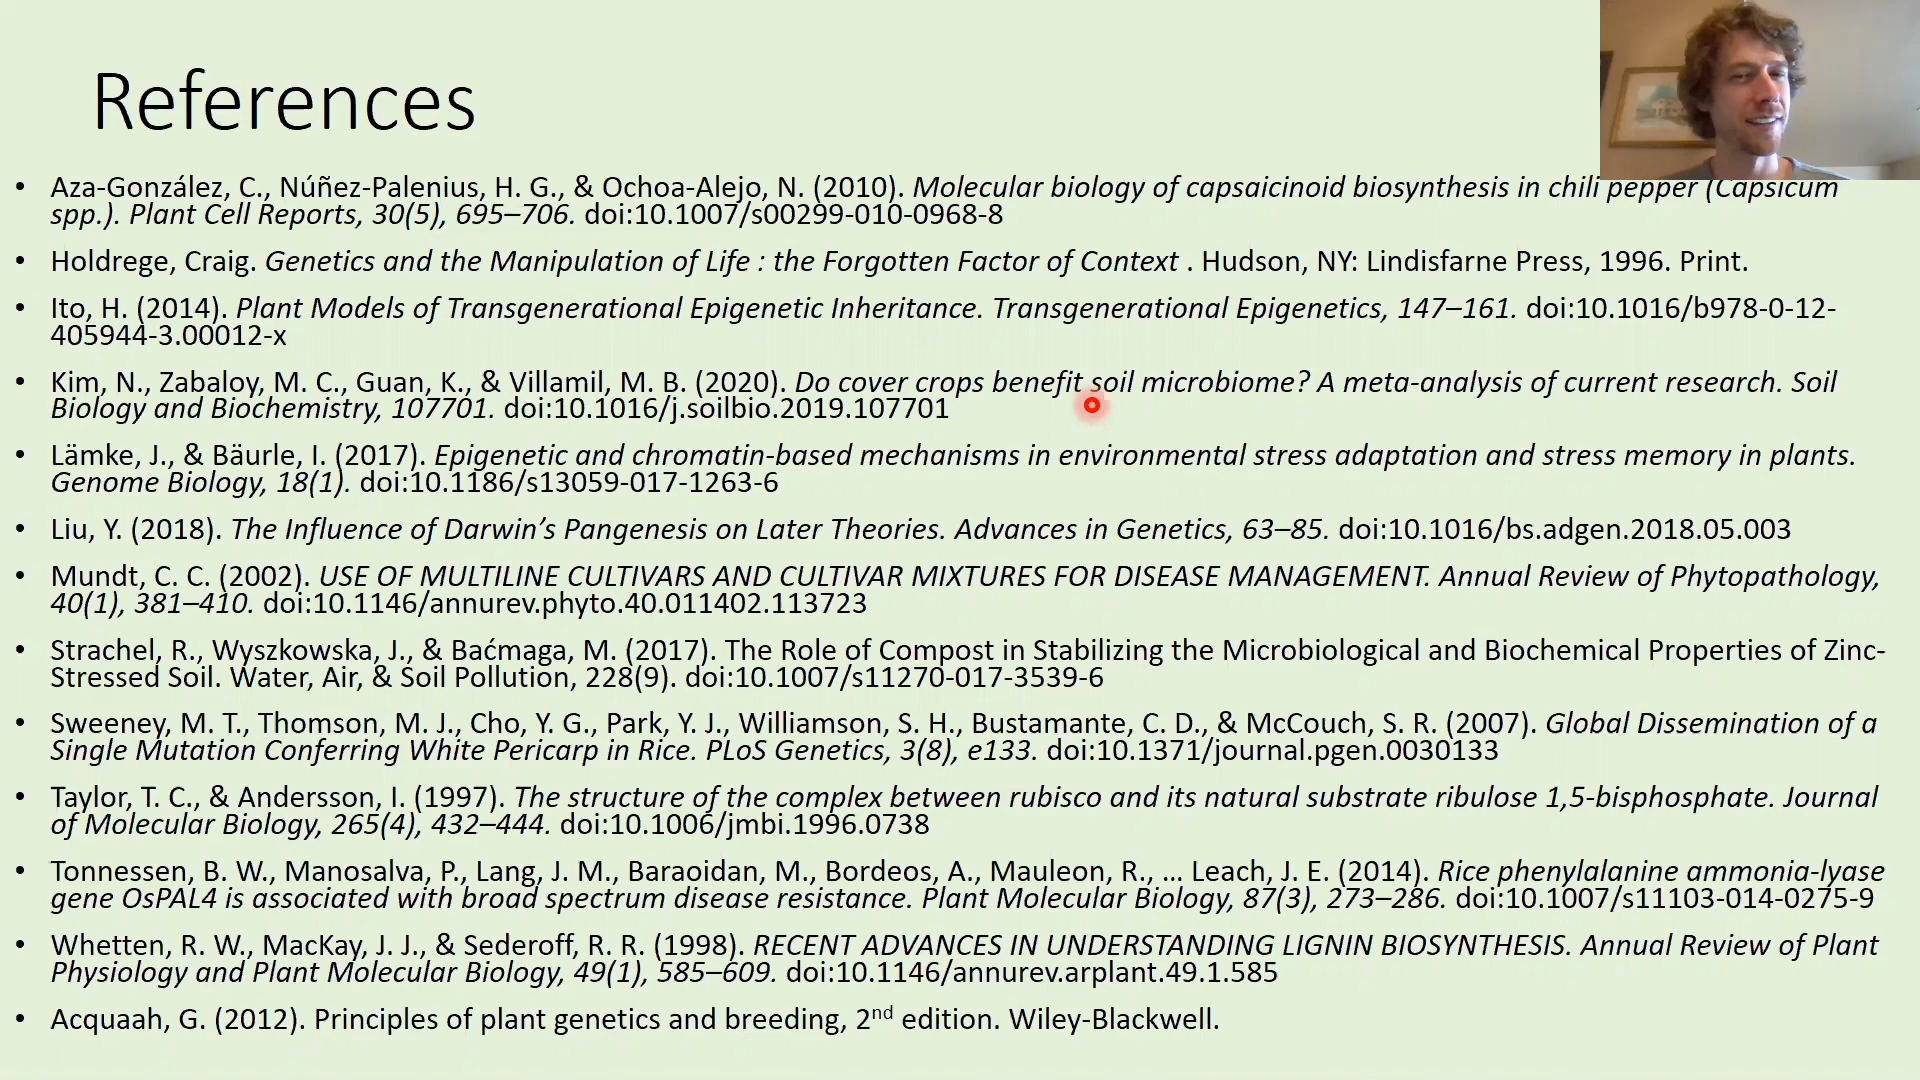 References
• Aza-González, C., Núñez-Palenius, H. G., & Ochoa-Alejo, N. (2010). Molecular biology of capsaicinoid biosynthesis in chili pepper (Capsicum
spp.). Plant Cell Reports, 30(5), 695–706. doi:10.1007/s00299-010-0968-8
• Holdrege, Craig. Genetics and the Manipulation of Life : the Forgotten Factor of Context . Hudson, NY: Lindisfarne Press, 1996. Print.
• Ito, H. (2014). Plant Models of Transgenerational Epigenetic Inheritance. Transgenerational Epigenetics, 147–161. doi:10.1016/b978-0-12-
405944-3.00012-x
• Kim, N., Zabaloy, M. C., Guan, K., & Villamil, M. B. (2020). Do cover crops benefit soil microbiome? A meta-analysis of current research. Soil
Biology and Biochemistry, 107701. doi:10.1016/j.soilbio.2019.107701
• Lämke, J., & Bäurle, I. (2017). Epigenetic and chromatin-based mechanisms in environmental stress adaptation and stress memory in plants.
Genome Biology, 18(1). doi:10.1186/s13059-017-1263-6
• Liu, Y. (2018). The Influence of Darwin’s Pangenesis on Later Theories. Advances in Genetics, 63–85. doi:10.1016/bs.adgen.2018.05.003
• Mundt, C. C. (2002). USE OF MULTILINE CULTIVARS AND CULTIVAR MIXTURES FOR DISEASE MANAGEMENT. Annual Review of Phytopathology,
40(1), 381–410. doi:10.1146/annurev.phyto.40.011402.113723
• Strachel, R., Wyszkowska, J., & Baćmaga, M. (2017). The Role of Compost in Stabilizing the Microbiological and Biochemical Properties of Zinc-
Stressed Soil. Water, Air, & Soil Pollution, 228(9). doi:10.1007/s11270-017-3539-6
• Sweeney, M. T., Thomson, M. J., Cho, Y. G., Park, Y. J., Williamson, S. H., Bustamante, C. D., & McCouch, S. R. (2007). Global Dissemination of a
Single Mutation Conferring White Pericarp in Rice. PLoS Genetics, 3(8), e133. doi:10.1371/journal.pgen.0030133
• Taylor, T. C., & Andersson, I. (1997). The structure of the complex between rubisco and its natural substrate ribulose 1,5-bisphosphate. Journal
of Molecular Biology, 265(4), 432–444. doi:10.1006/jmbi.1996.0738
• Tonnessen, B. W., Manosalva, P., Lang, J. M., Baraoidan, M., Bordeos, A., Mauleon, R., … Leach, J. E. (2014). Rice phenylalanine ammonia-lyase
gene OsPAL4 is associated with broad spectrum disease resistance. Plant Molecular Biology, 87(3), 273–286. doi:10.1007/s11103-014-0275-9
• Whetten, R. W., MacKay, J. J., & Sederoff, R. R. (1998). RECENT ADVANCES IN UNDERSTANDING LIGNIN BIOSYNTHESIS. Annual Review of Plant
Physiology and Plant Molecular Biology, 49(1), 585–609. doi:10.1146/annurev.arplant.49.1.585
• Acquaah, G. (2012). Principles of plant genetics and breeding, 2nd edition. Wiley-Blackwell.